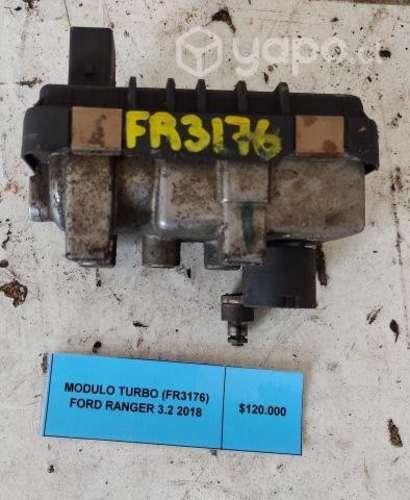 yapo.cl
FR3176
MODULO TURBO (FR3176)
FORD RANGER 3.2 2018
$120.000